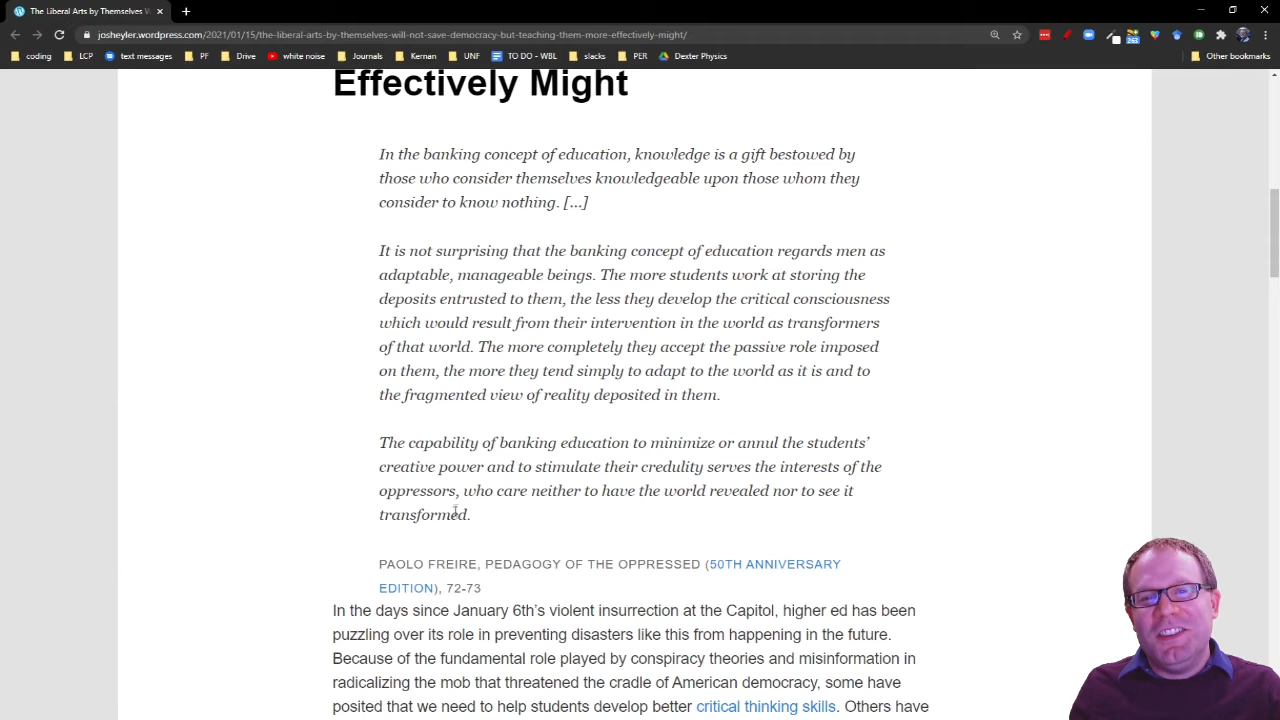 The Liberal Arts by Themselves W
josheyler.wordpress.com/2021/01/15/the-liberal-arts-by-themselves-will-not-save-democracy-but-teaching-them-more-effectively-might/
262
coding LCP text messages PF Drive white noise Journals Kernan UNF TO DO - WBL slacks PER Dexter Physics Other bookmarks
Effectively Might
In the banking concept of education, knowledge is a gift bestowed by
those who consider themselves knowledgeable upon those whom they
consider to know nothing. […]
It is not surprising that the banking concept of education regards men as
adaptable, manageable beings. The more students work at storing the
deposits entrusted to them, the less they develop the critical consciousness
which would result from their intervention in the world as transformers
of that world. The more completely they accept the passive role imposed
on them, the more they tend simply to adapt to the world as it is and to
the fragmented view of reality deposited in them.
The capability of banking education to minimize or annul the students’
creative power and to stimulate their credulity serves the interests of the
oppressors, who care neither to have the world revealed nor to see it
transformed.
PAOLO FREIRE, PEDAGOGY OF THE OPPRESSED (50TH ANNIVERSARY
EDITION), 72-73
In the days since January 6th’s violent insurrection at the Capitol, higher ed has been
puzzling over its role in preventing disasters like this from happening in the future.
Because of the fundamental role played by conspiracy theories and misinformation in
radicalizing the mob that threatened the cradle of American democracy, some have
posited that we need to help students develop better critical thinking skills. Others have